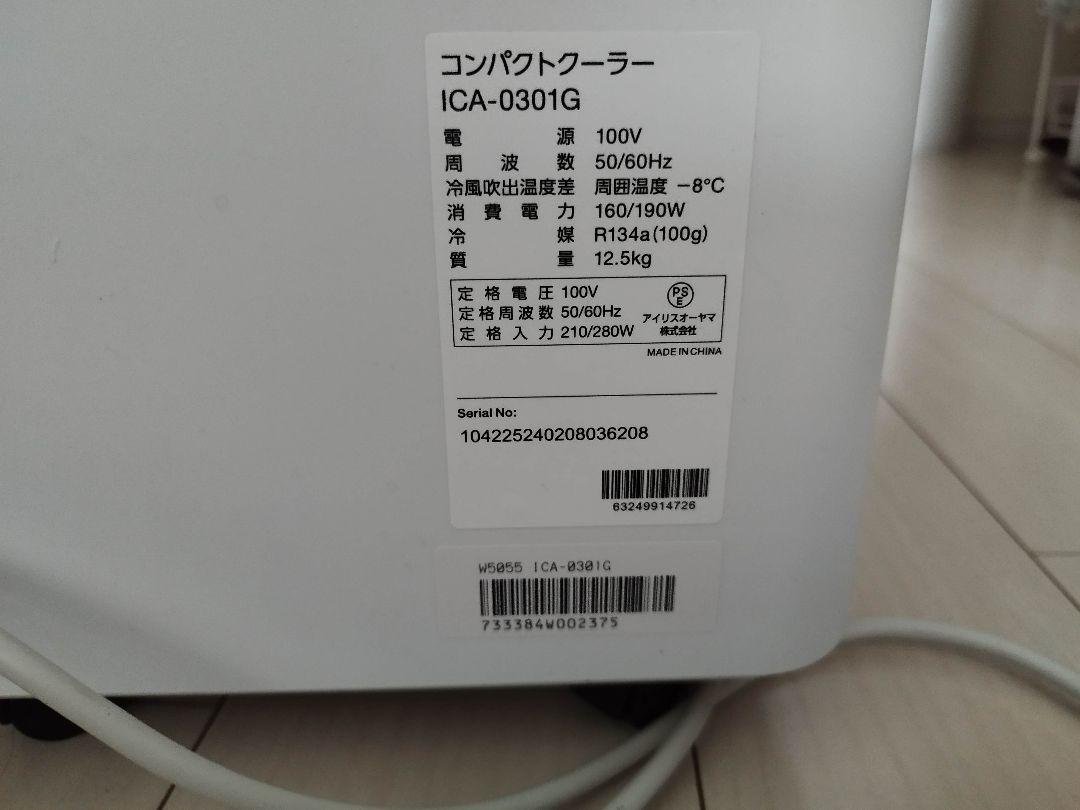 コンパクトクーラー
ICA-0301G
電源 100V
周波数 50/60Hz
冷風吹出温度差 周囲温度 −8°C
消費電力 160/190W
冷媒 R134a(100g)
質量 12.5kg
定格電圧 100V
定格周波数 50/60Hz
定格入力 210/280W
PS
E
アイリスオーヤマ
株式会社
MADE IN CHINA
Serial No:
104225240208036208
63249914726
W5055 ICA-0301G
733384W002375